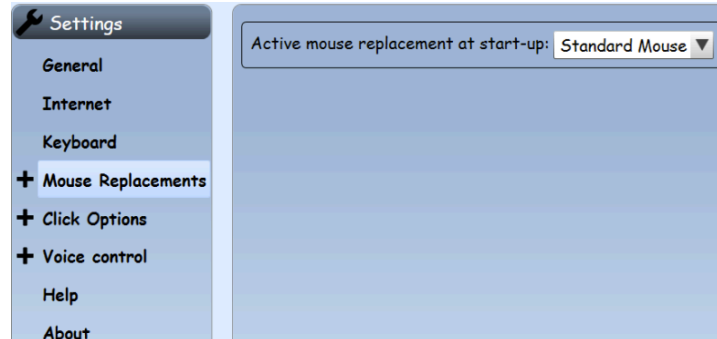 Settings
General
Internet
Keyboard
+ Mouse Replacements
+ Click Options
+ Voice control
Help
About
Active mouse replacement at start-up: Standard Mouse